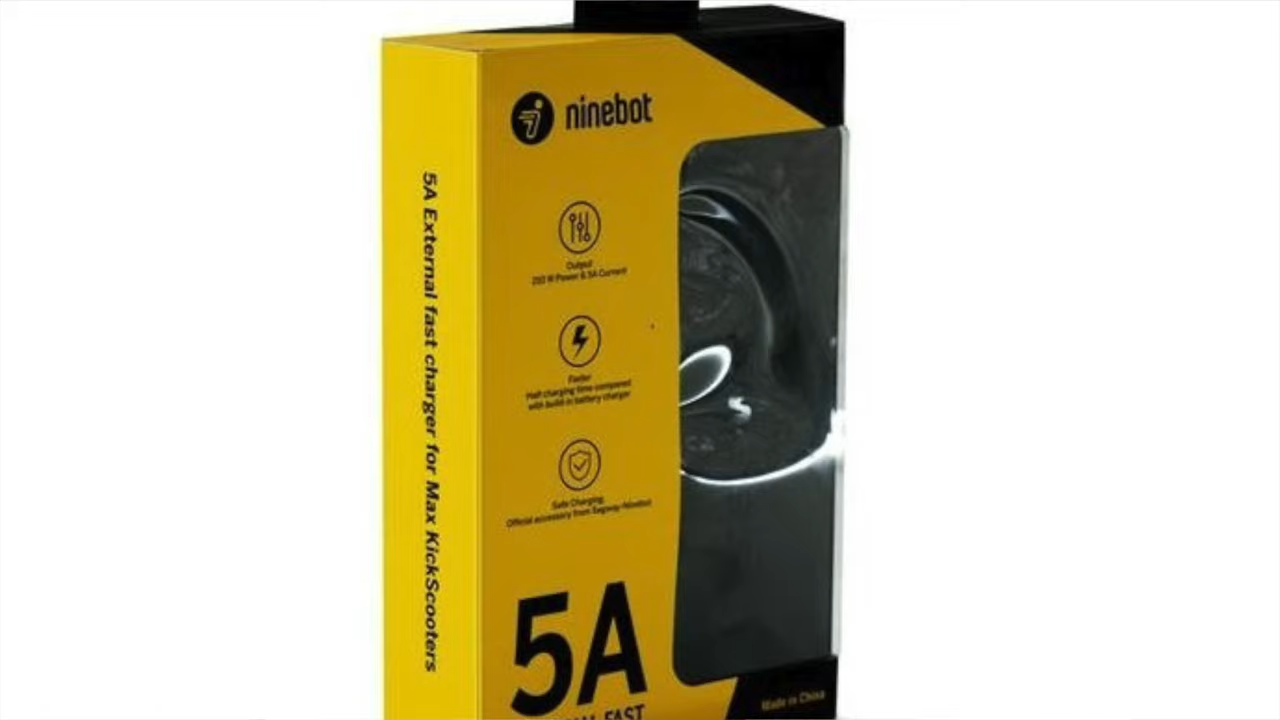 ninebot
5A External fast charger for Max KickScooters
Output
250 W Power & 5A Current
Faster
Half charging time compared
with build-in battery charger
Safe Charging
Official accessory from Segway-Ninebot
5A
FAST
Made in China